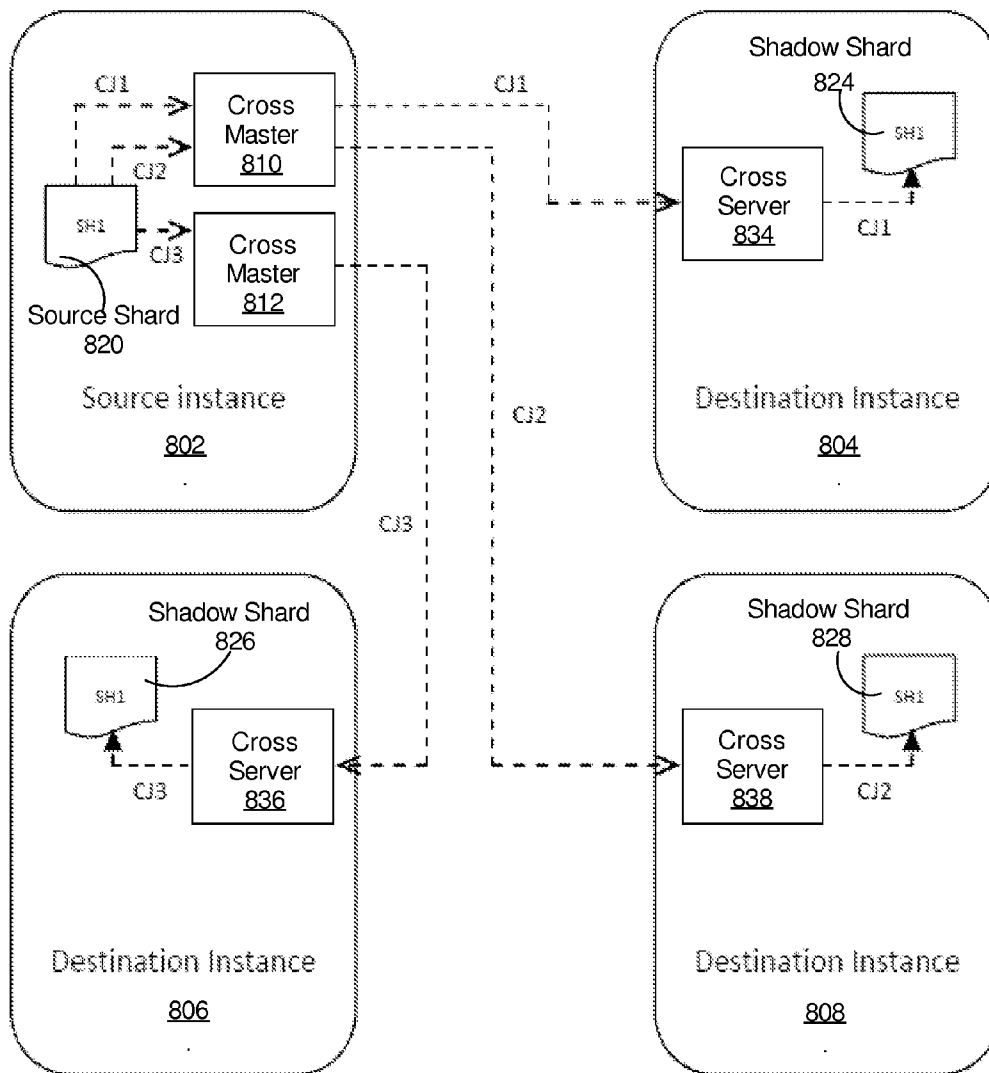 CJ1
CJ2
SH1
CJ3
Cross
Master
810
Cross
Master
812
Source Shard
820
Source instance
802
CJ1
CJ2
CJ3
Shadow Shard
824
SH1
Cross
Server
834
CJ1
Destination Instance
804
Shadow Shard
826
SH1
CJ3
Cross
Server
836
Destination Instance
806
Shadow Shard
828
SH1
Cross
Server
838
CJ2
Destination Instance
808